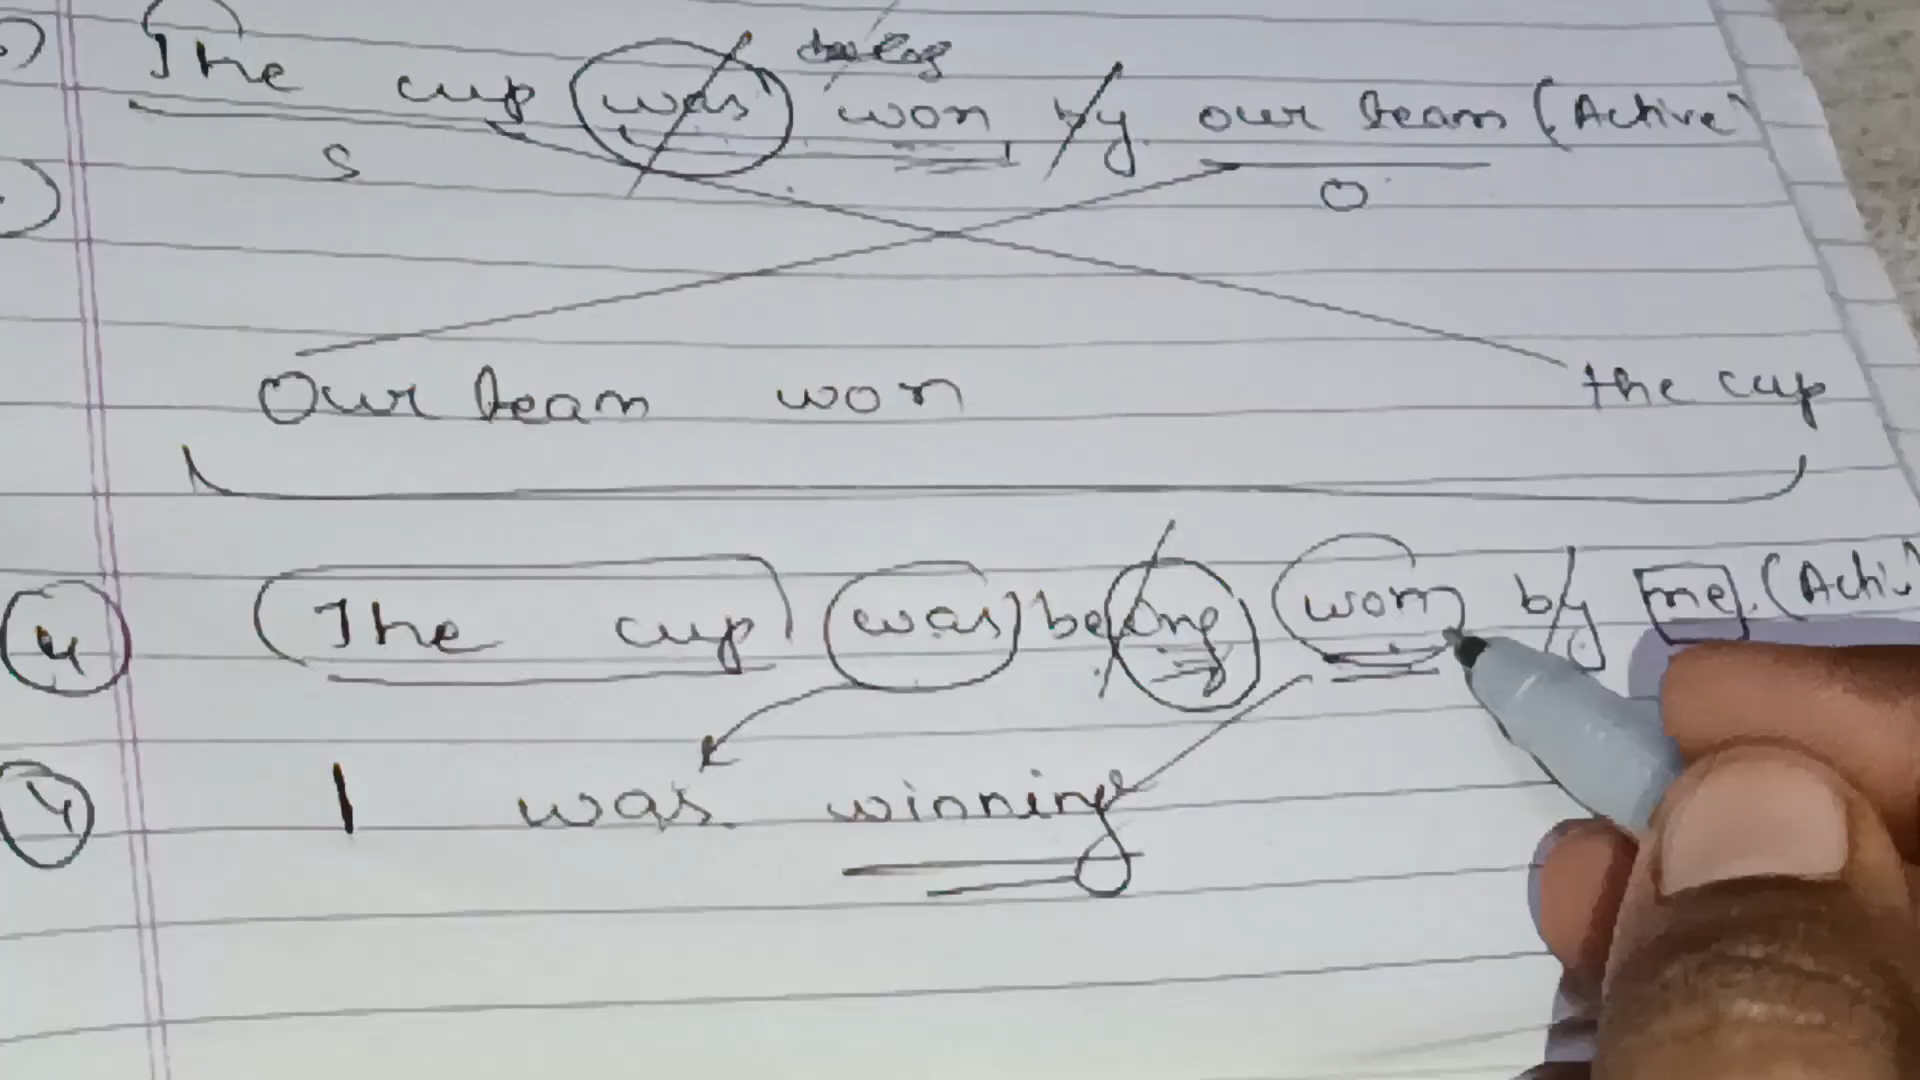 The cup was won by our team (Active)
S O
Our team won the cup
4 The cup was being won by me. (Activ
4 I was winning